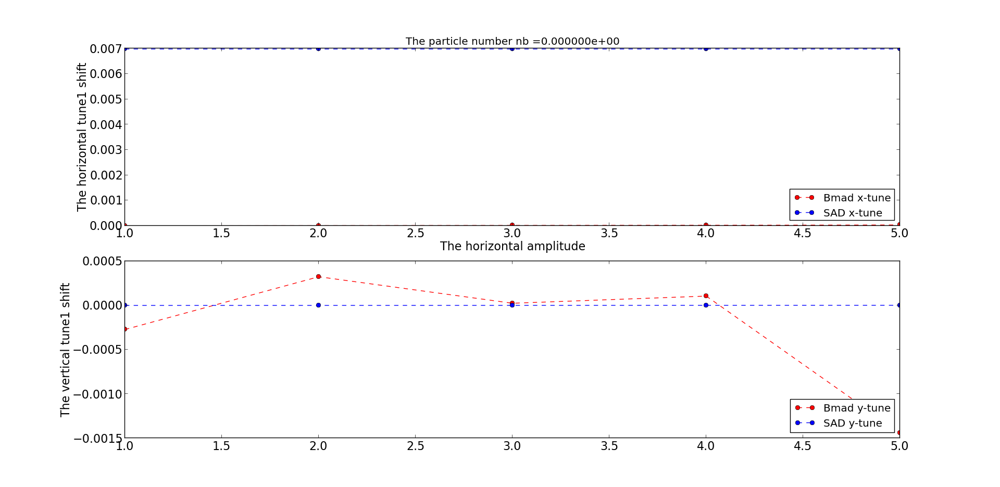 The particle number nb =0.000000e+00
0.007
0.006
0.005
0.004
0.003
0.002
0.001
0.000
The horizontal tune1 shift
Bmad x-tune
SAD x-tune
1.0 1.5 2.0 2.5 3.0 3.5 4.0 4.5 5.0
The horizontal amplitude
0.0005
0.0000
−0.0005
−0.0010
−0.0015
The vertical tune1 shift
Bmad y-tune
SAD y-tune
1.0 1.5 2.0 2.5 3.0 3.5 4.0 4.5 5.0